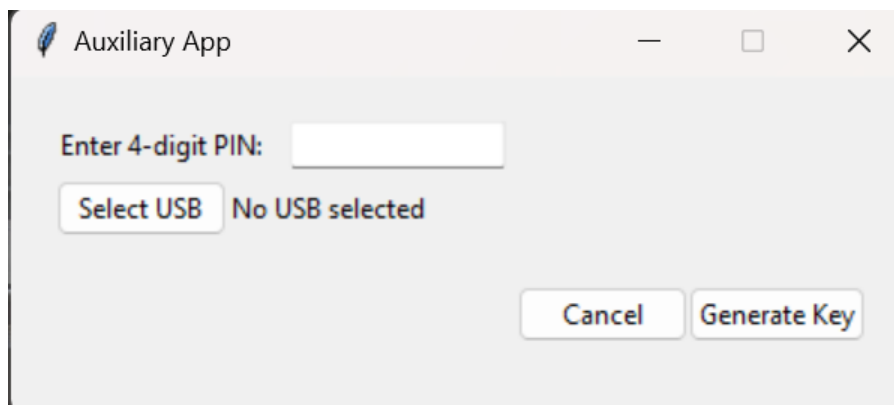 Auxiliary App
Enter 4-digit PIN:
Select USB No USB selected
Cancel Generate Key